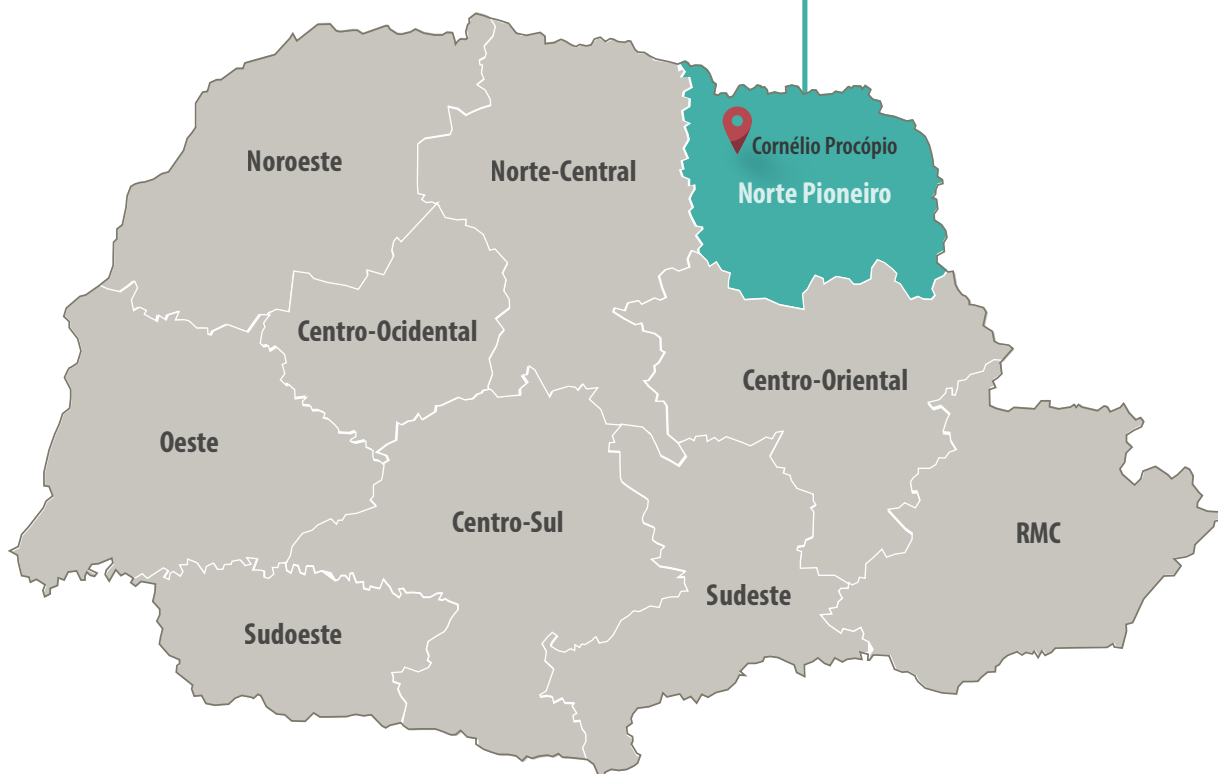 Cornélio Procópio
Noroeste
Norte-Central
Norte Pioneiro
Centro-Ocidental
Centro-Oriental
Oeste
Centro-Sul
RMC
Sudeste
Sudoeste